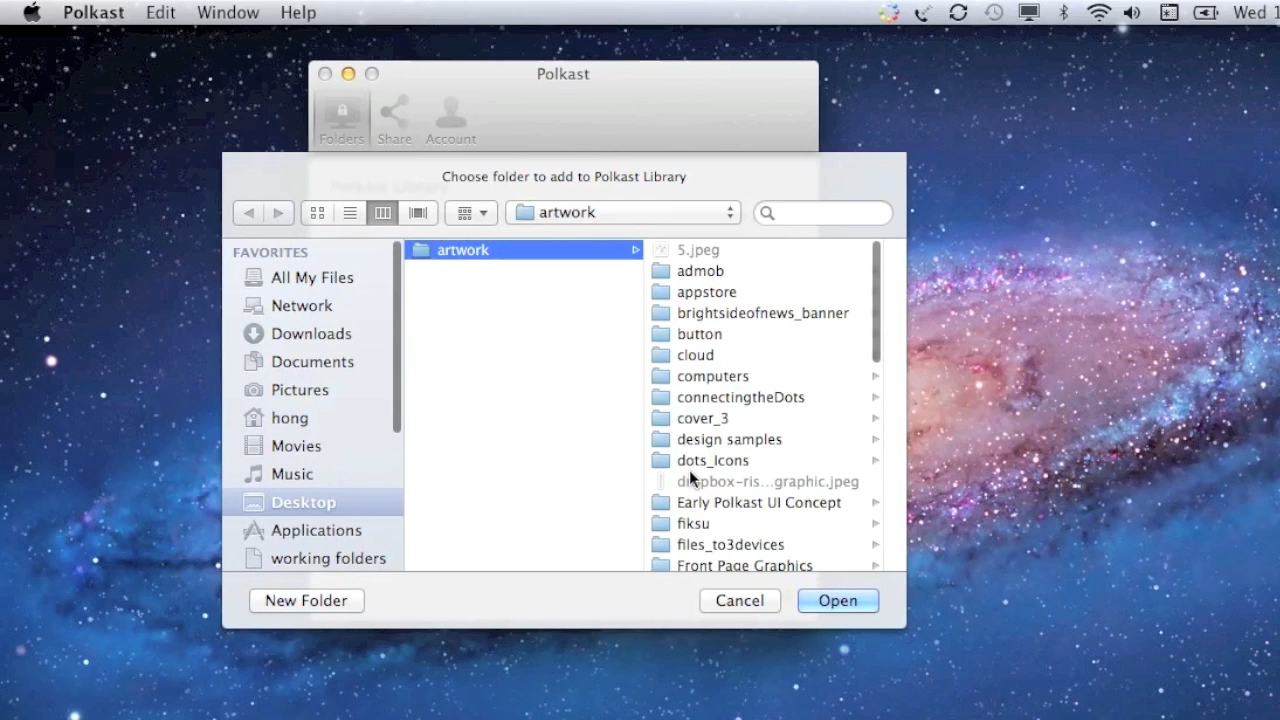 Polkast Edit Window Help Wed 1
Polkast
Folders Share Account
Choose folder to add to Polkast Library
artwork
FAVORITES
All My Files
Network
Downloads
Documents
Pictures
hong
Movies
Music
Desktop
Applications
working folders
artwork
5.jpeg
admob
appstore
brightsideofnews_banner
button
cloud
computers
connectingtheDots
cover_3
design samples
dots_Icons
dropbox-ris...graphic.jpeg
Early Polkast UI Concept
fiksu
files_to3devices
Front Page Graphics
New Folder Cancel Open